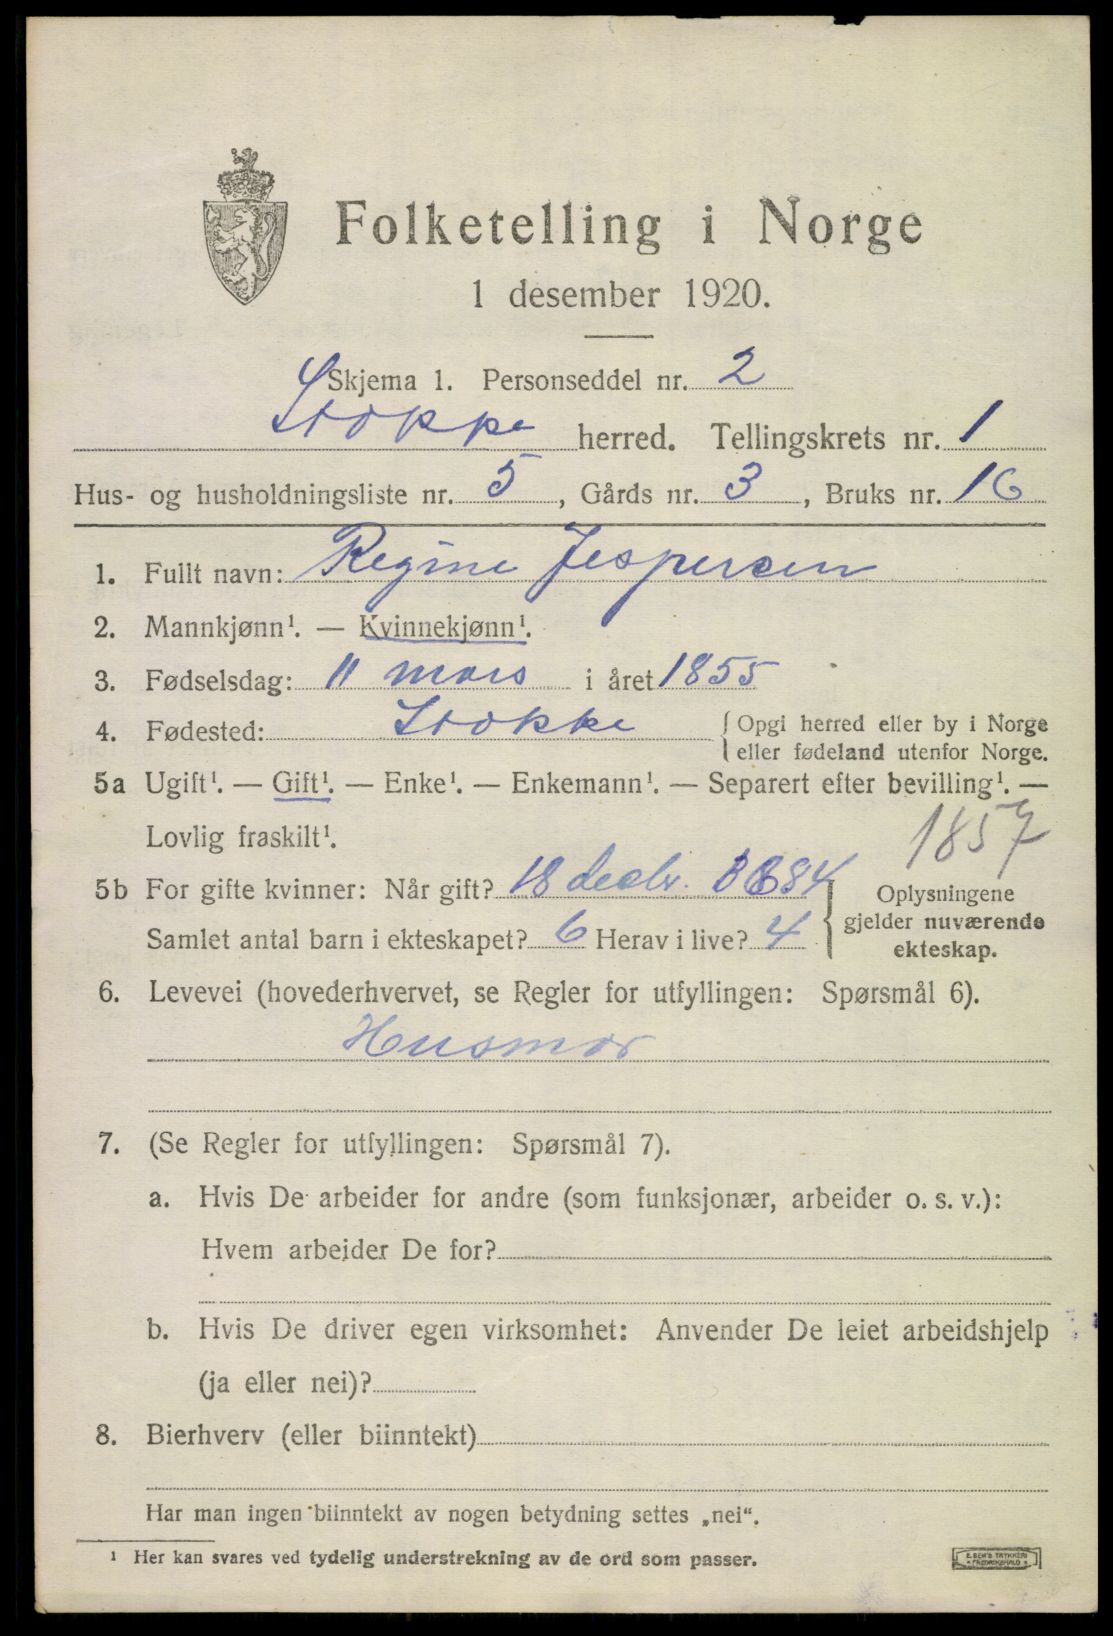 Folketelling i Norge
1 desember 1920.
Skjema 1. Personseddel nr. 2
Stokke herred. Tellingskrets nr. 1
Hus- og husholdningsliste nr. 5, Gårds nr. 3, Bruks nr. 16
1. Fullt navn: Regine Jespersen
2. Mannkjønn¹. — Kvinnekjønn¹.
3. Fødselsdag: 11 mars i året 1855
4. Fødested: Stokke { Opgi herred eller by i Norge
eller fødeland utenfor Norge.
5a Ugift¹. — Gift¹. — Enke¹. — Enkemann¹. — Separert efter bevilling¹. —
Lovlig fraskilt¹.
1857
5b For gifte kvinner: Når gift? 18 decbr. 1884
Samlet antal barn i ekteskapet? 6 Herav i live? 4
Oplysningene
gjelder nuværende
ekteskap.
6. Levevei (hovederhvervet, se Regler for utfyllingen: Spørsmål 6).
Husmor
7. (Se Regler for utfyllingen: Spørsmål 7).
a. Hvis De arbeider for andre (som funksjonær, arbeider o. s. v.):
Hvem arbeider De for?
b. Hvis De driver egen virksomhet: Anvender De leiet arbeidshjelp
(ja eller nei)?
8. Bierhverv (eller biinntekt)
Har man ingen biinntekt av nogen betydning settes „nei“.
¹ Her kan svares ved tydelig understrekning av de ord som passer.
E. SEM'S TRYKKERI
FREDRIKSHALD